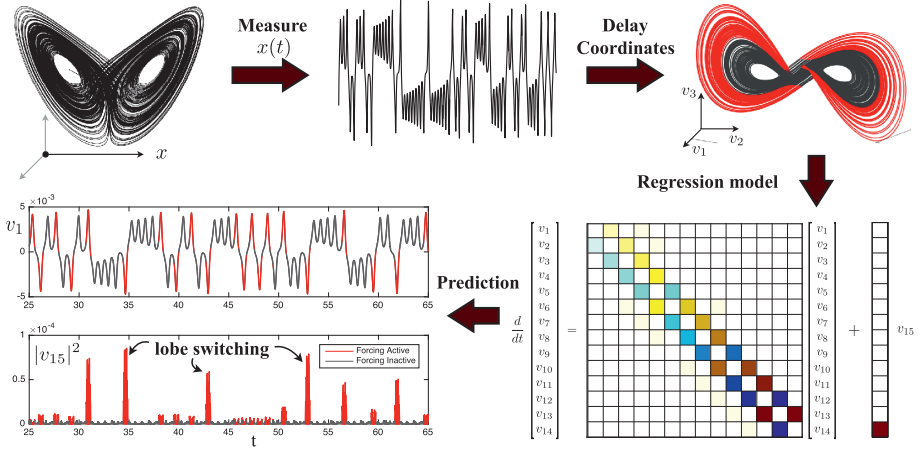 Measure
x(t)
Delay
Coordinates
x
v₃
v₂
v₁
Regression model
×10⁻³
5
v₁
0
-5
25 30 35 40 45 50 55 60 65
Prediction
×10⁻⁴
1
|v₁₅|²
lobe switching
Forcing Active
Forcing Inactive
0.5
0
25 30 35 40 45 50 55 60 65
t
d/dt
v₁
v₂
v₃
v₄
v₅
v₆
v₇
v₈
v₉
v₁₀
v₁₁
v₁₂
v₁₃
v₁₄
=
v₁
v₂
v₃
v₄
v₅
v₆
v₇
v₈
v₉
v₁₀
v₁₁
v₁₂
v₁₃
v₁₄
+
v₁₅